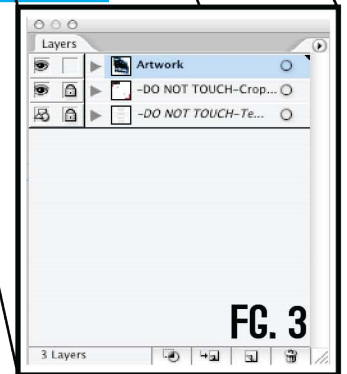 Layers
Artwork
-DO NOT TOUCH-Crop...
-DO NOT TOUCH-Te...
FG. 3
3 Layers